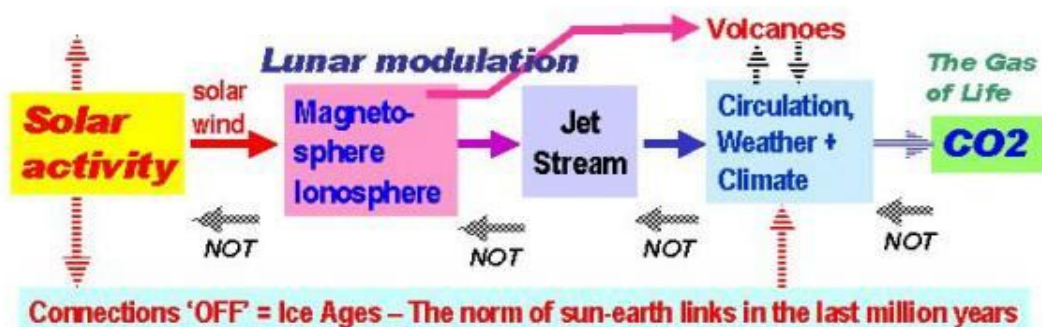 Volcanoes
Lunar modulation
The Gas
of Life
solar
wind
Solar
activity
Magneto-
sphere
Ionosphere
Jet
Stream
Circulation,
Weather +
Climate
CO2
NOT
NOT
NOT
NOT
Connections 'OFF' = Ice Ages – The norm of sun-earth links in the last million years